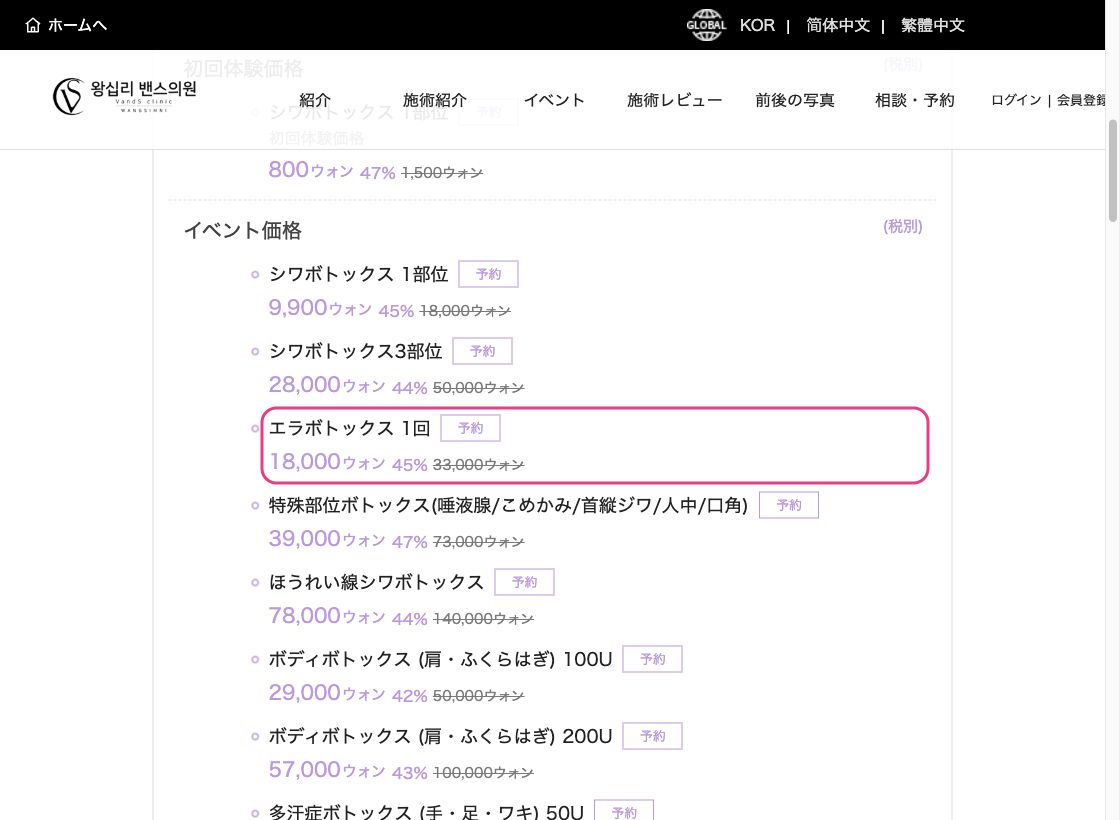 ホームへ
GLOBAL KOR | 简体中文 | 繁體中文
初回体験価格
(税別)
왕십리 밴스의원
VandS clinic
WANGSIMNI
紹介 施術紹介 イベント 施術レビュー 前後の写真 相談・予約 ログイン | 会員登録
シワボトックス 1部位 予約
初回体験価格
800ウォン 47% 1,500ウォン
イベント価格 (税別)
シワボトックス 1部位 予約
9,900ウォン 45% 18,000ウォン
シワボトックス3部位 予約
28,000ウォン 44% 50,000ウォン
エラボトックス 1回 予約
18,000ウォン 45% 33,000ウォン
特殊部位ボトックス(唾液腺/こめかみ/首縦ジワ/人中/口角) 予約
39,000ウォン 47% 73,000ウォン
ほうれい線シワボトックス 予約
78,000ウォン 44% 140,000ウォン
ボディボトックス (肩・ふくらはぎ) 100U 予約
29,000ウォン 42% 50,000ウォン
ボディボトックス (肩・ふくらはぎ) 200U 予約
57,000ウォン 43% 100,000ウォン
多汗症ボトックス (手・足・ワキ) 50U 予約